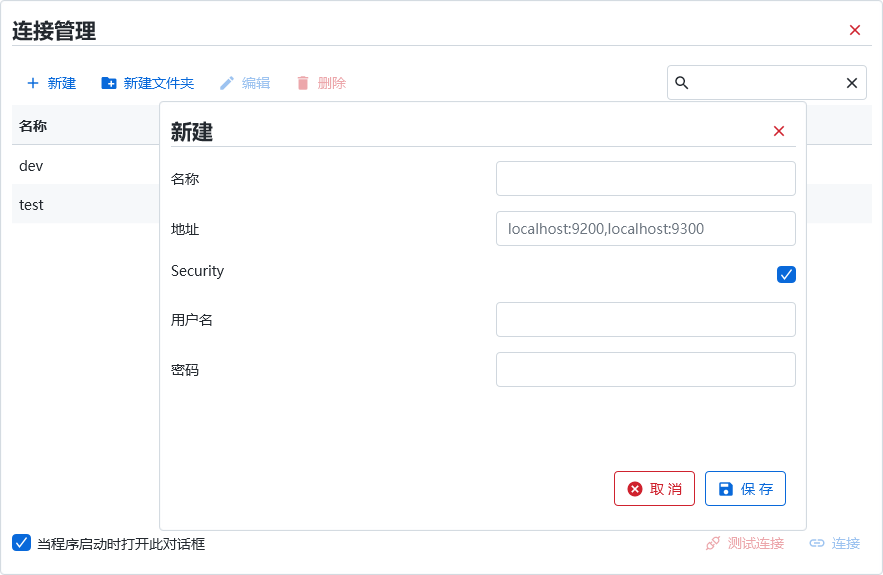 连接管理
新建 新建文件夹 编辑 删除
名称
dev
test
新建
名称
地址 localhost:9200,localhost:9300
Security
用户名
密码
取消 保存
当程序启动时打开此对话框 测试连接 连接